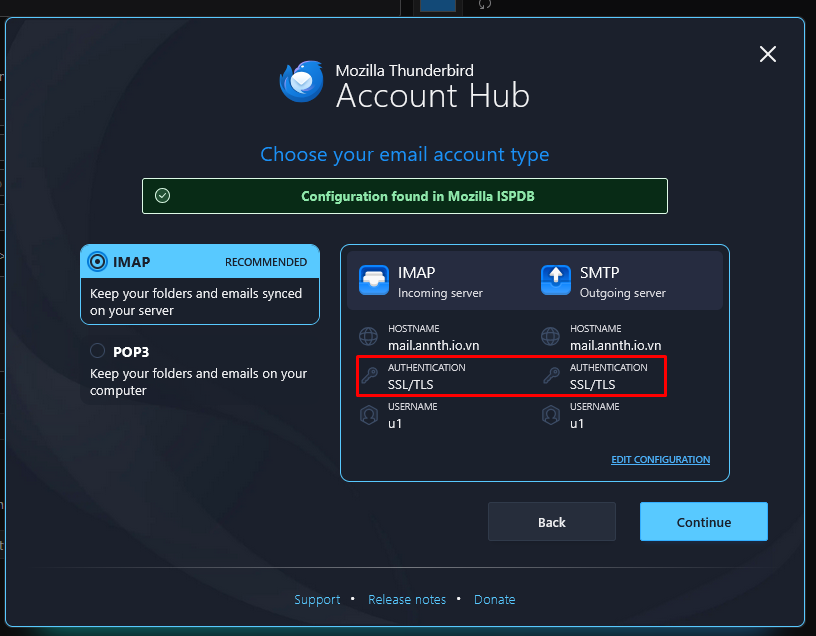 Mozilla Thunderbird
Account Hub
Choose your email account type
Configuration found in Mozilla ISPDB
IMAP RECOMMENDED
Keep your folders and emails synced
on your server
POP3
Keep your folders and emails on your
computer
IMAP
Incoming server
SMTP
Outgoing server
HOSTNAME
mail.annth.io.vn
HOSTNAME
mail.annth.io.vn
AUTHENTICATION
SSL/TLS
AUTHENTICATION
SSL/TLS
USERNAME
u1
USERNAME
u1
EDIT CONFIGURATION
Back
Continue
Support • Release notes • Donate